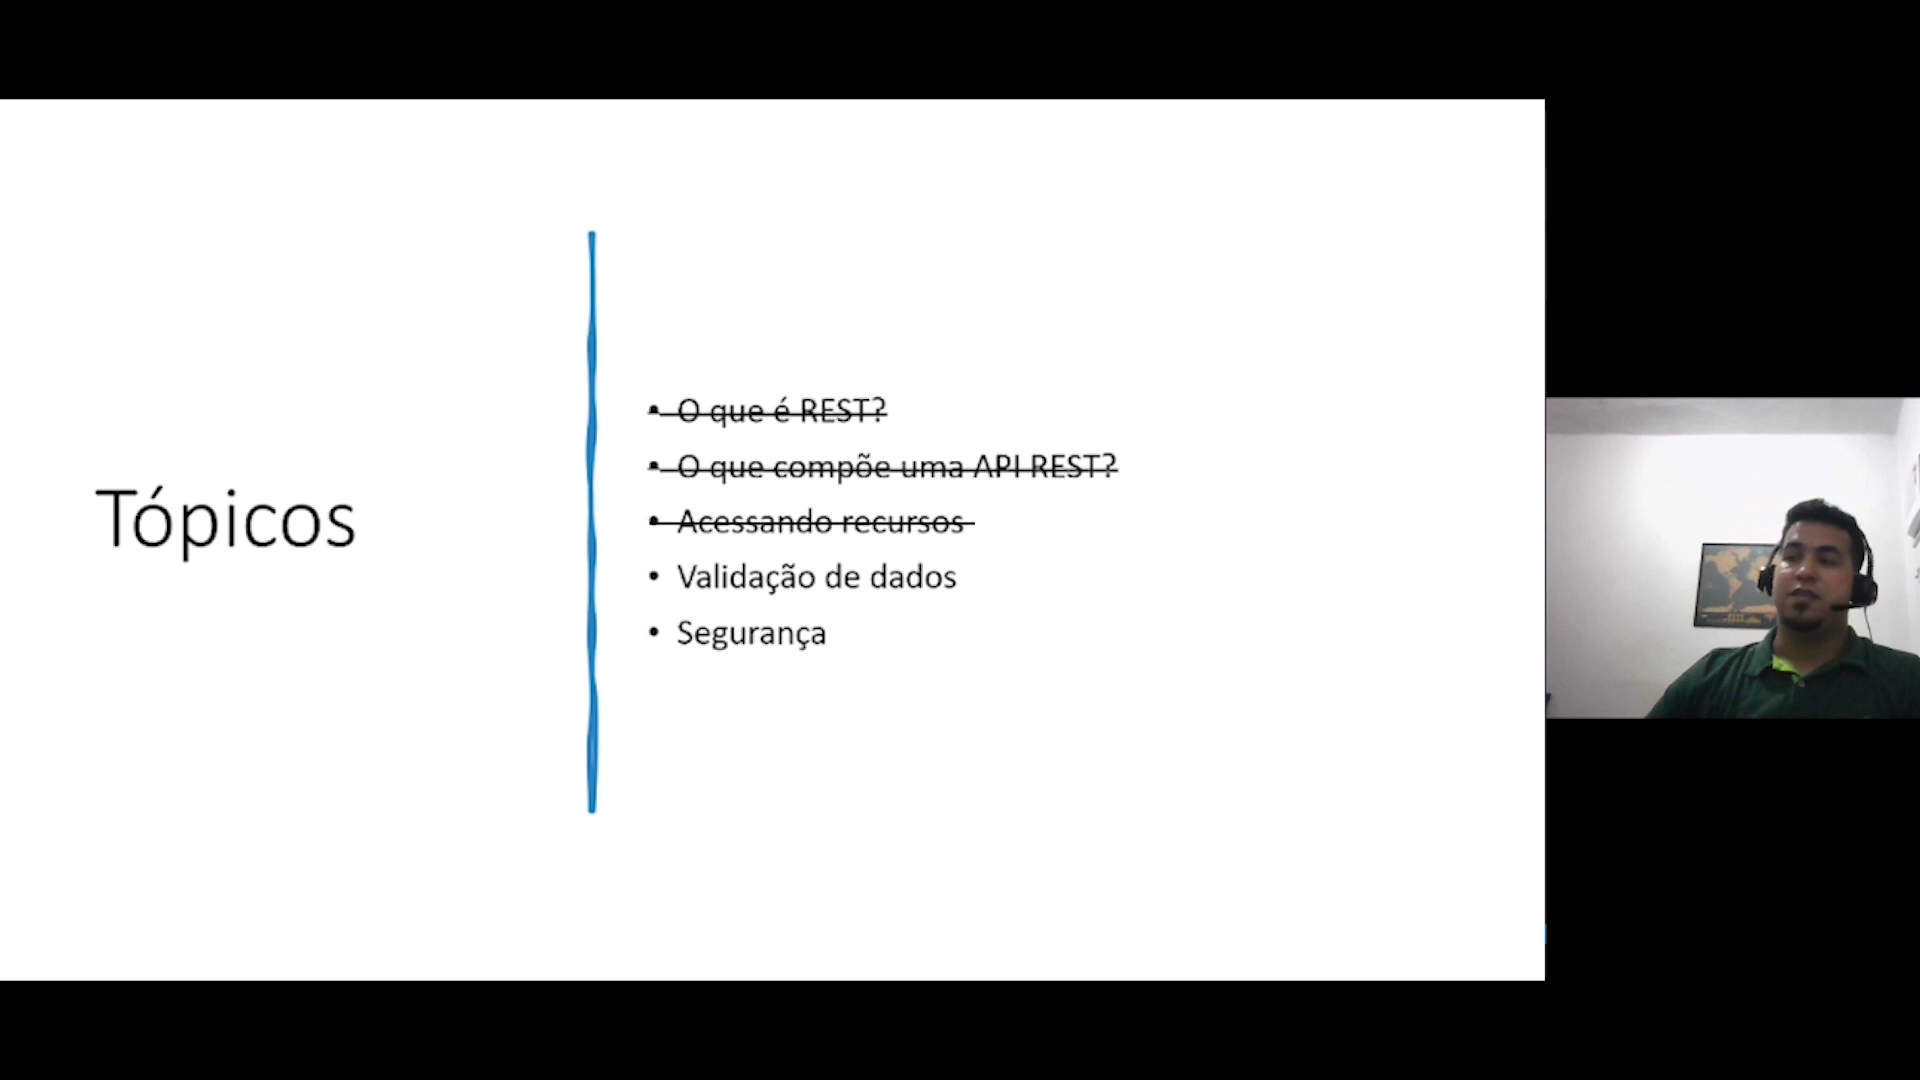 Tópicos
• O que é REST?
• O que compõe uma API REST?
• Acessando recursos
• Validação de dados
• Segurança